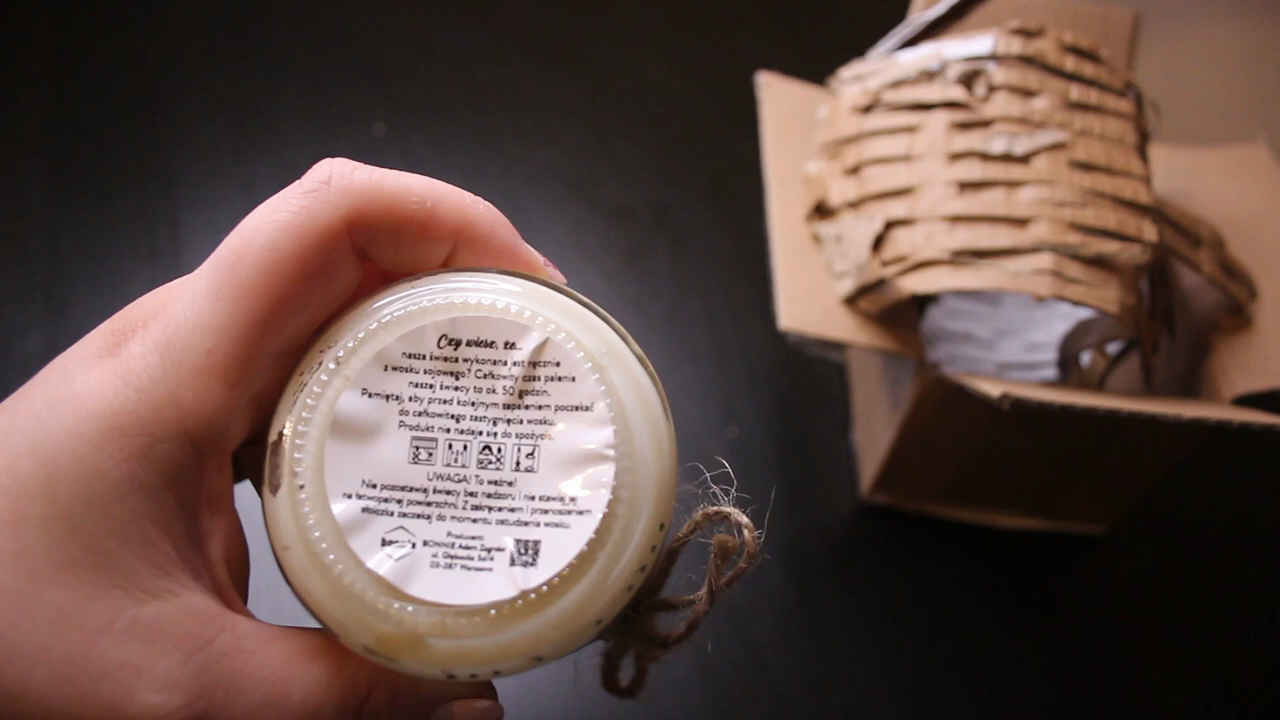 Czy wiesz, że...
nasza świeca wykonana jest ręcznie
z wosku sojowego? Całkowity czas palenia
naszej świecy to ok. 50 godzin.
Pamiętaj, aby przed kolejnym zapaleniem poczekać
do całkowitego zastygnięcia wosku.
Produkt nie nadaje się do spożycia.
UWAGA! To ważne!
Nie pozostawiaj świecy bez nadzoru i nie stawiaj jej
na łatwopalnej powierzchni. Z zakręceniem i przenoszeniem
słoiczka zaczekaj do momentu ostudzenia wosku.
Producent:
BONNIE Adam
ul. Głębocka
03-287 Warszawa